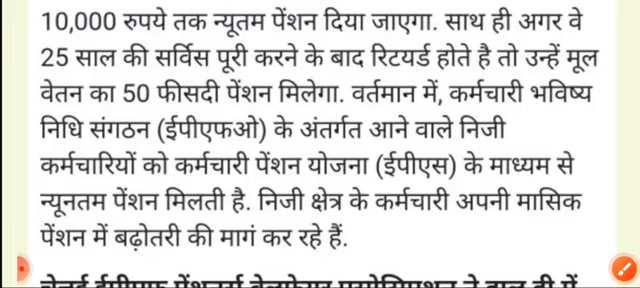 10,000 रुपये तक न्यूतम पेंशन दिया जाएगा. साथ ही अगर वे
25 साल की सर्विस पूरी करने के बाद रिटयर्ड होते है तो उन्हें मूल
वेतन का 50 फीसदी पेंशन मिलेगा. वर्तमान में, कर्मचारी भविष्य
निधि संगठन (ईपीएफओ) के अंतर्गत आने वाले निजी
कर्मचारियों को कर्मचारी पेंशन योजना (ईपीएस) के माध्यम से
न्यूनतम पेंशन मिलती है. निजी क्षेत्र के कर्मचारी अपनी मासिक
पेंशन में बढ़ोतरी की मागं कर रहे हैं.